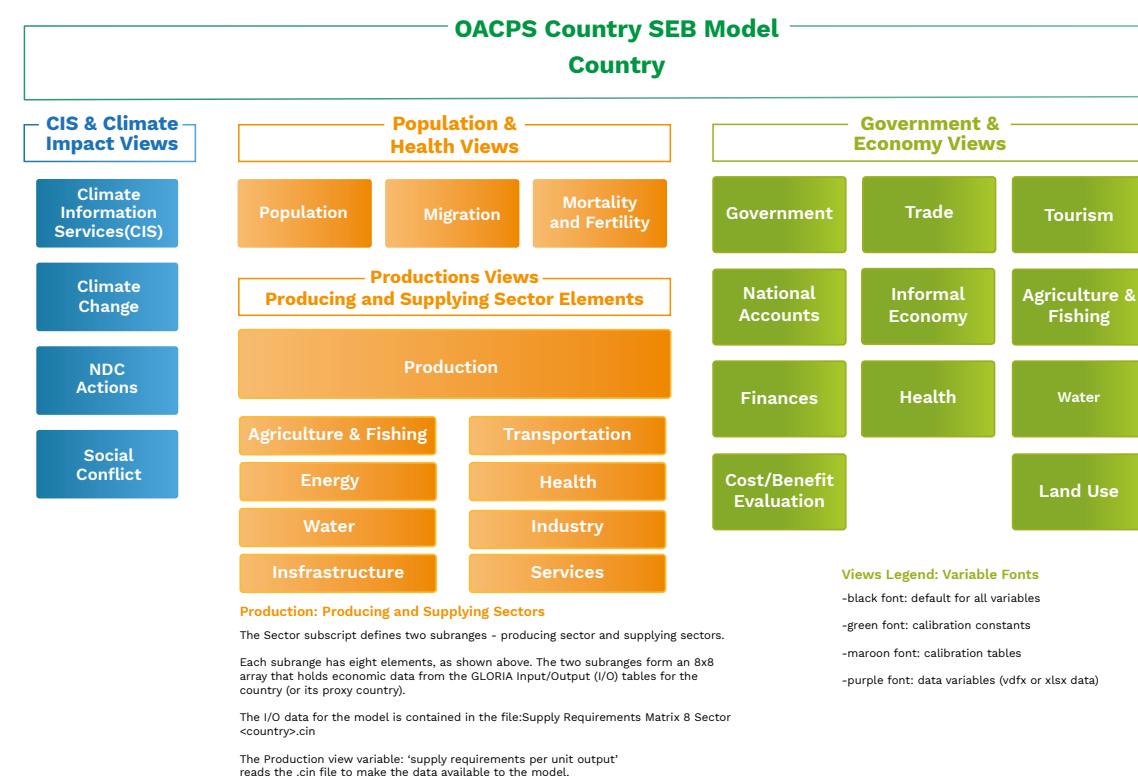 OACPS Country SEB Model
Country
CIS & Climate
Impact Views
Climate
Information
Services(CIS)
Climate
Change
NDC
Actions
Social
Conflict
Population &
Health Views
Population
Migration
Mortality
and Fertility
Productions Views
Producing and Supplying Sector Elements
Production
Agriculture & Fishing
Transportation
Energy
Health
Water
Industry
Insfrastructure
Services
Production: Producing and Supplying Sectors
The Sector subscript defines two subranges - producing sector and supplying sectors.
Each subrange has eight elements, as shown above. The two subranges form an 8x8
array that holds economic data from the GLORIA Input/Output (I/O) tables for the
country (or its proxy country).
The I/O data for the model is contained in the file:Supply Requirements Matrix 8 Sector
<country>.cin
The Production view variable: ‘supply requirements per unit output’
reads the .cin file to make the data available to the model.
Government &
Economy Views
Government
Trade
Tourism
National
Accounts
Informal
Economy
Agriculture &
Fishing
Finances
Health
Water
Cost/Benefit
Evaluation
Land Use
Views Legend: Variable Fonts
-black font: default for all variables
-green font: calibration constants
-maroon font: calibration tables
-purple font: data variables (vdfx or xlsx data)